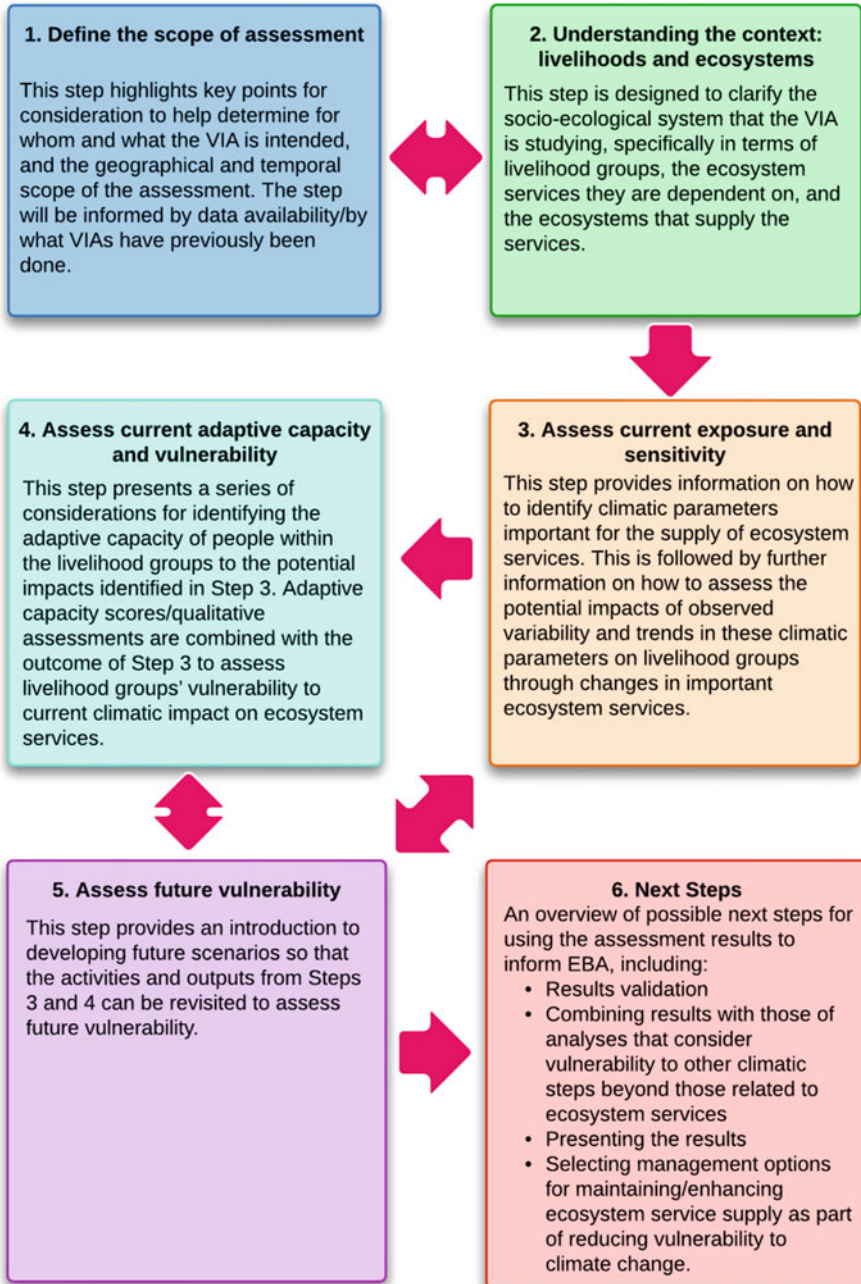 1. Define the scope of assessment
This step highlights key points for
consideration to help determine for
whom and what the VIA is intended,
and the geographical and temporal
scope of the assessment. The step
will be informed by data availability/by
what VIAs have previously been
done.
2. Understanding the context:
livelihoods and ecosystems
This step is designed to clarify the
socio-ecological system that the VIA
is studying, specifically in terms of
livelihood groups, the ecosystem
services they are dependent on, and
the ecosystems that supply the
services.
3. Assess current exposure and
sensitivity
This step provides information on how
to identify climatic parameters
important for the supply of ecosystem
services. This is followed by further
information on how to assess the
potential impacts of observed
variability and trends in these climatic
parameters on livelihood groups
through changes in important
ecosystem services.
4. Assess current adaptive capacity
and vulnerability
This step presents a series of
considerations for identifying the
adaptive capacity of people within
the livelihood groups to the potential
impacts identified in Step 3. Adaptive
capacity scores/qualitative
assessments are combined with the
outcome of Step 3 to assess
livelihood groups’ vulnerability to
current climatic impact on ecosystem
services.
5. Assess future vulnerability
This step provides an introduction to
developing future scenarios so that
the activities and outputs from Steps
3 and 4 can be revisited to assess
future vulnerability.
6. Next Steps
An overview of possible next steps for
using the assessment results to
inform EBA, including:
• Results validation
• Combining results with those of
analyses that consider
vulnerability to other climatic
steps beyond those related to
ecosystem services
• Presenting the results
• Selecting management options
for maintaining/enhancing
ecosystem service supply as part
of reducing vulnerability to
climate change.